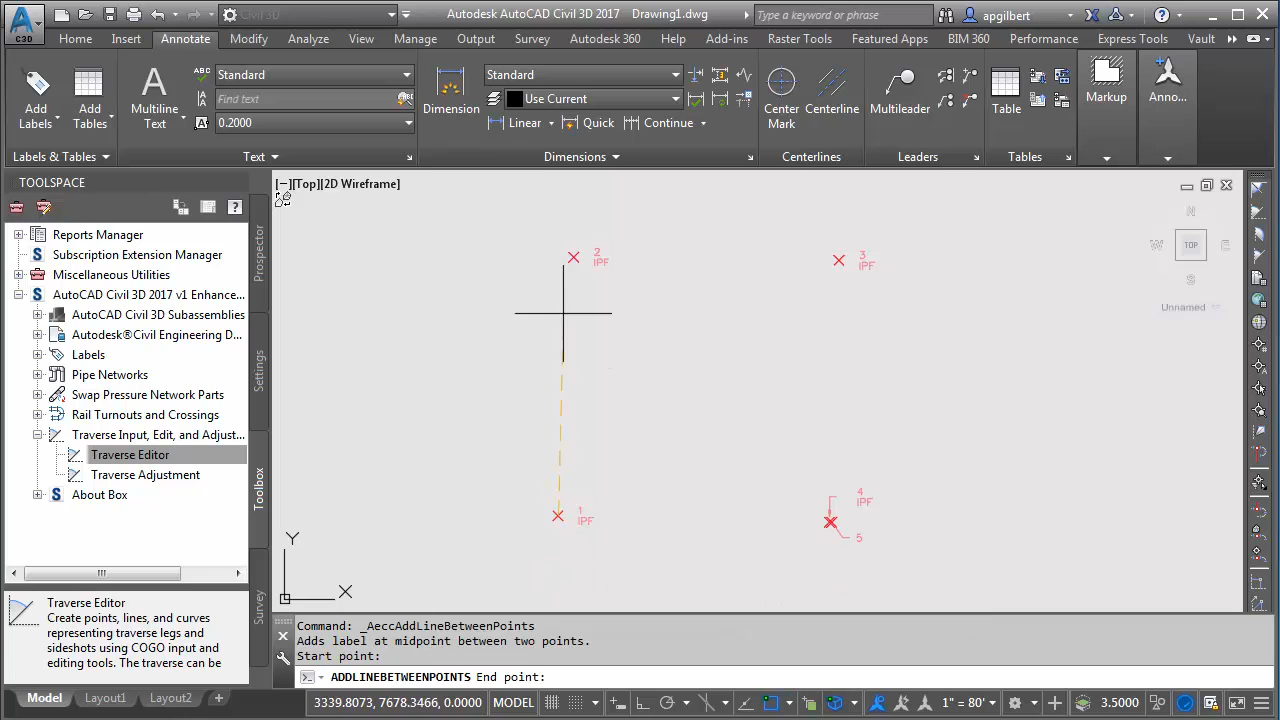 Civil 3D
Autodesk AutoCAD Civil 3D 2017 Drawing1.dwg
Type a keyword or phrase
apgilbert
C3D
Home Insert Annotate Modify Analyze View Manage Output Survey Autodesk 360 Help Add-ins Raster Tools Featured Apps BIM 360 Performance Express Tools Vault
Add Labels
Add Tables
Multiline Text
ABC
Standard
Find text
0.2000
Dimension
Standard
Use Current
Linear
Quick
Continue
Center Mark
Centerline
Multileader
Table
Markup
Anno...
Labels & Tables
Text
Dimensions
Centerlines
Leaders
Tables
TOOLSPACE
Reports Manager
Subscription Extension Manager
Miscellaneous Utilities
AutoCAD Civil 3D 2017 v1 Enhance...
AutoCAD Civil 3D Subassemblies
Autodesk®Civil Engineering D...
Labels
Pipe Networks
Swap Pressure Network Parts
Rail Turnouts and Crossings
Traverse Input, Edit, and Adjust...
Traverse Editor
Traverse Adjustment
About Box
Traverse Editor
Create points, lines, and curves
representing traverse legs and
sideshots using COGO input and
editing tools. The traverse can be
Prospector
Settings
Toolbox
Survey
[−][Top][2D Wireframe]
N
W TOP E
S
Unnamed
2
IPF
3
IPF
1
IPF
4
IPF
5
Y
X
Command: _AeccAddLineBetweenPoints
Adds label at midpoint between two points.
Start point:
ADDLINEBETWEENPOINTS End point:
Model Layout1 Layout2 +
3339.8073, 7678.3466, 0.0000 MODEL
1" = 80'
3.5000